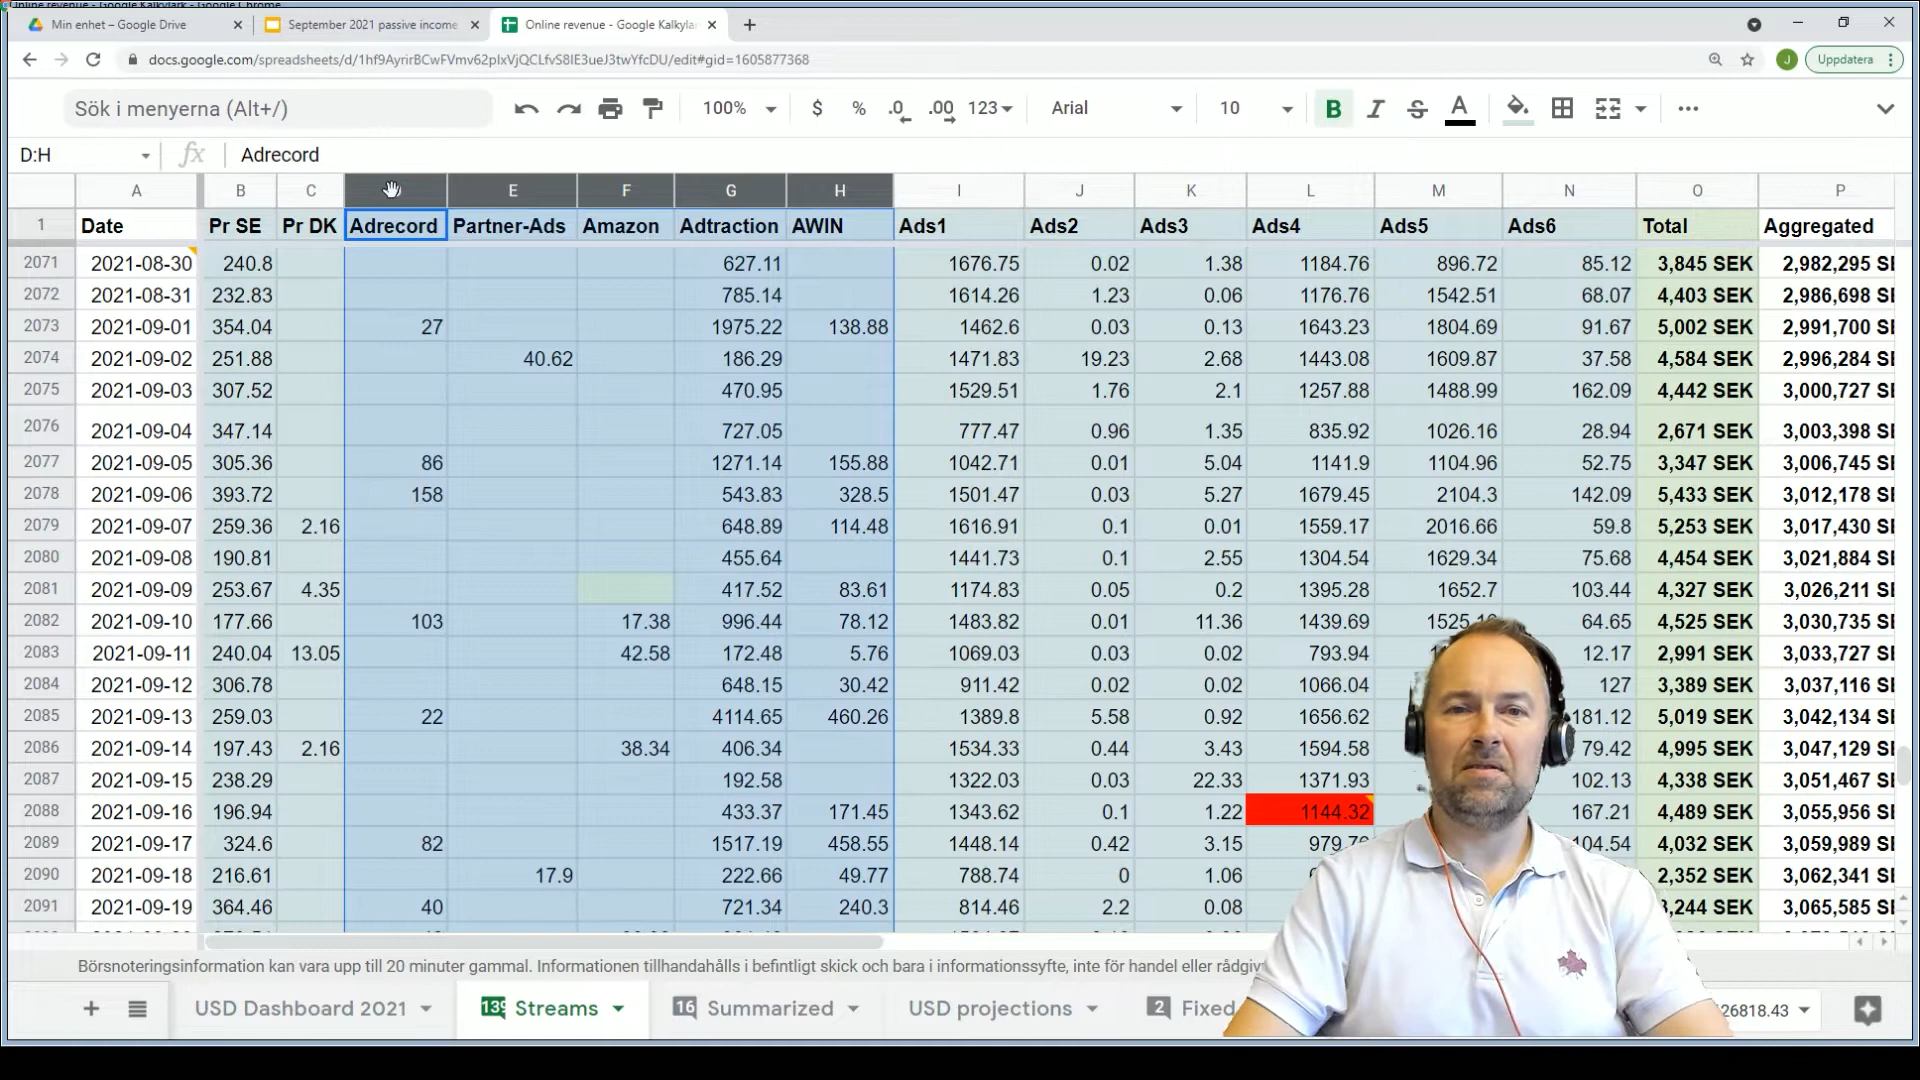 Online revenue - Google Kalkylark - Google Chrome
Min enhet – Google Drive September 2021 passive income Online revenue - Google Kalkylar
docs.google.com/spreadsheets/d/1hf9AyrirBCwFVmv62pIxVjQCLfvS8IE3ueJ3twYfcDU/edit#gid=1605877368 J Uppdatera
Sök i menyerna (Alt+/) 100% $ % .0 .00 123 Arial 10 B I S A
D:H fx Adrecord
A B C E F G H I J K L M N O P
1 Date Pr SE Pr DK Adrecord Partner-Ads Amazon Adtraction AWIN Ads1 Ads2 Ads3 Ads4 Ads5 Ads6 Total Aggregated
2071 2021-08-30 240.8 627.11 1676.75 0.02 1.38 1184.76 896.72 85.12 3,845 SEK 2,982,295
2072 2021-08-31 232.83 785.14 1614.26 1.23 0.06 1176.76 1542.51 68.07 4,403 SEK 2,986,698
2073 2021-09-01 354.04 27 1975.22 138.88 1462.6 0.03 0.13 1643.23 1804.69 91.67 5,002 SEK 2,991,700
2074 2021-09-02 251.88 40.62 186.29 1471.83 19.23 2.68 1443.08 1609.87 37.58 4,584 SEK 2,996,284
2075 2021-09-03 307.52 470.95 1529.51 1.76 2.1 1257.88 1488.99 162.09 4,442 SEK 3,000,727
2076 2021-09-04 347.14 727.05 777.47 0.96 1.35 835.92 1026.16 28.94 2,671 SEK 3,003,398
2077 2021-09-05 305.36 86 1271.14 155.88 1042.71 0.01 5.04 1141.9 1104.96 52.75 3,347 SEK 3,006,745
2078 2021-09-06 393.72 158 543.83 328.5 1501.47 0.03 5.27 1679.45 2104.3 142.09 5,433 SEK 3,012,178
2079 2021-09-07 259.36 2.16 648.89 114.48 1616.91 0.1 0.01 1559.17 2016.66 59.8 5,253 SEK 3,017,430
2080 2021-09-08 190.81 455.64 1441.73 0.1 2.55 1304.54 1629.34 75.68 4,454 SEK 3,021,884
2081 2021-09-09 253.67 4.35 417.52 83.61 1174.83 0.05 0.2 1395.28 1652.7 103.44 4,327 SEK 3,026,211
2082 2021-09-10 177.66 103 17.38 996.44 78.12 1483.82 0.01 11.36 1439.69 64.65 4,525 SEK 3,030,735
2083 2021-09-11 240.04 13.05 42.58 172.48 5.76 1069.03 0.03 0.02 793.94 12.17 2,991 SEK 3,033,727
2084 2021-09-12 306.78 648.15 30.42 911.42 0.02 0.02 1066.04 127 3,389 SEK 3,037,116
2085 2021-09-13 259.03 22 4114.65 460.26 1389.8 5.58 0.92 1656.62 181.12 5,019 SEK 3,042,134
2086 2021-09-14 197.43 2.16 38.34 406.34 1534.33 0.44 3.43 1594.58 79.42 4,995 SEK 3,047,129
2087 2021-09-15 238.29 192.58 1322.03 0.03 22.33 1371.93 102.13 4,338 SEK 3,051,467
2088 2021-09-16 196.94 433.37 171.45 1343.62 0.1 1.22 1144.32 167.21 4,489 SEK 3,055,956
2089 2021-09-17 324.6 82 1517.19 458.55 1448.14 0.42 3.15 104.54 4,032 SEK 3,059,989
2090 2021-09-18 216.61 17.9 222.66 49.77 788.74 0 1.06 2,352 SEK 3,062,341
2091 2021-09-19 364.46 40 721.34 240.3 814.46 2.2 0.08 ,244 SEK 3,065,585
Börsnoteringsinformation kan vara upp till 20 minuter gammal. Informationen tillhandahålls i befintligt skick och bara i informationssyfte, inte för handel eller
+ USD Dashboard 2021 139 Streams 16 Summarized USD projections 2 Fixed 26818.43